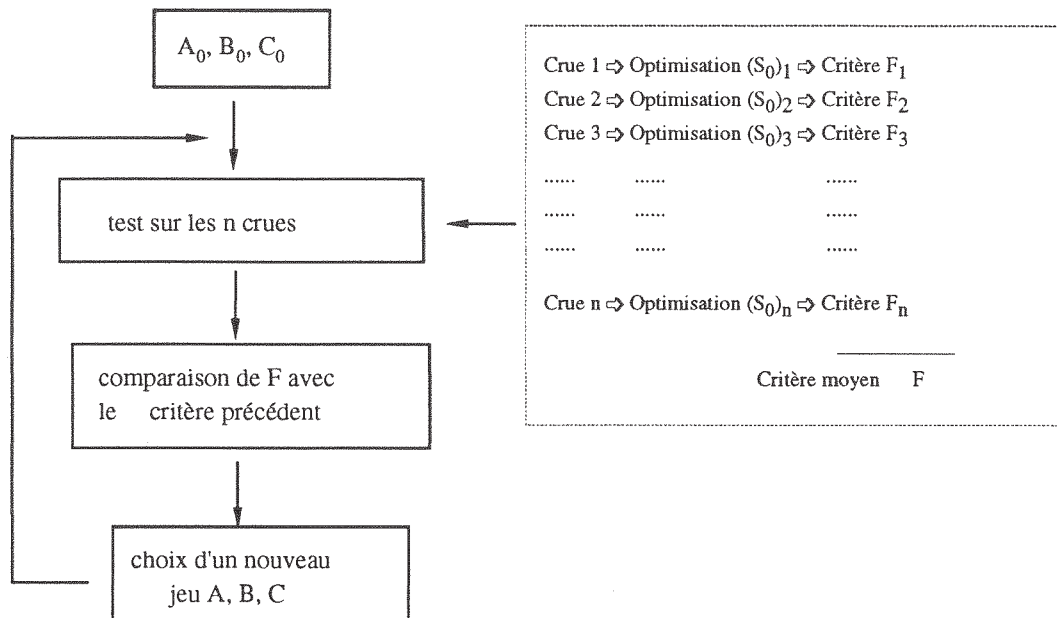 A0, B0, C0
test sur les n crues
comparaison de F avec
le critère précédent
choix d'un nouveau
jeu A, B, C
Crue 1 ➩ Optimisation (S0)1 ➩ Critère F1
Crue 2 ➩ Optimisation (S0)2 ➩ Critère F2
Crue 3 ➩ Optimisation (S0)3 ➩ Critère F3
...... ...... ......
...... ...... ......
...... ...... ......
Crue n ➩ Optimisation (S0)n ➩ Critère Fn
Critère moyen F